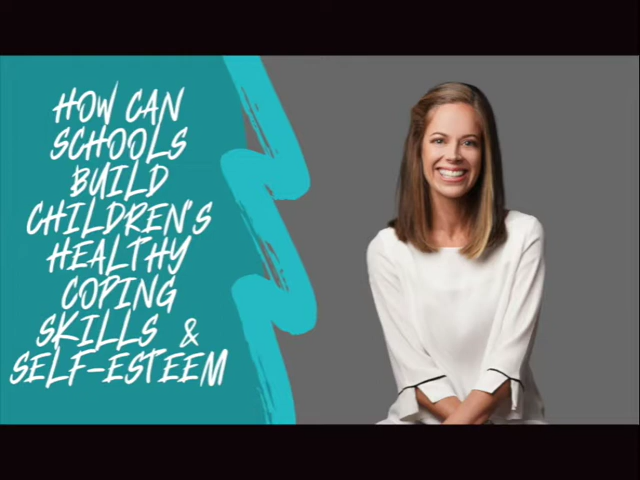 HOW CAN
SCHOOLS
BUILD
CHILDREN'S
HEALTHY
COPING
SKILLS &
SELF-ESTEEM